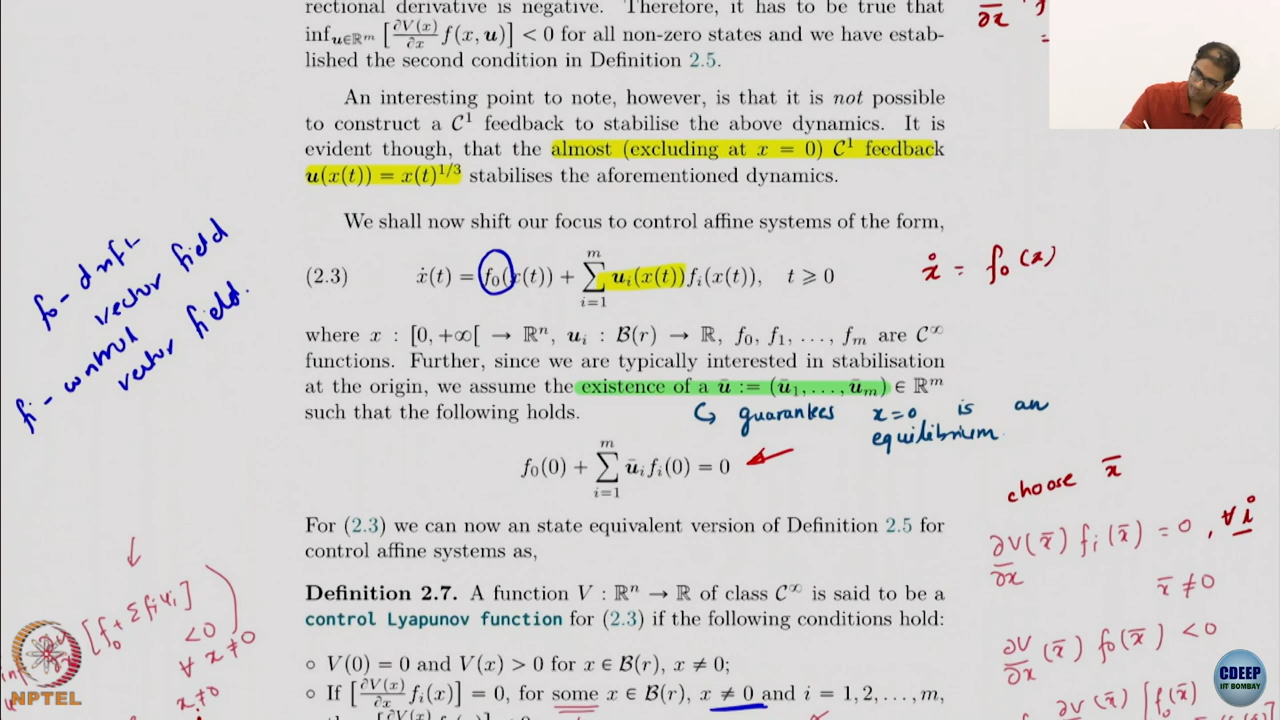 rectional derivative is negative. Therefore, it has to be true that
inf_{u∈ℝ^m} [∂V(x)/∂x f(x, u)] < 0 for all non-zero states and we have estab-
lished the second condition in Definition 2.5.
An interesting point to note, however, is that it is not possible
to construct a C¹ feedback to stabilise the above dynamics. It is
evident though, that the almost (excluding at x = 0) C¹ feedback
u(x(t)) = x(t)^{1/3} stabilises the aforementioned dynamics.
We shall now shift our focus to control affine systems of the form,
(2.3) ẋ(t) = f₀(x(t)) + ∑_{i=1}^{m} u_i(x(t)) f_i(x(t)), t ⩾ 0
ẋ = f₀(x)
f₀ - drift
vector field
fi - control
vector field.
where x : [0, +∞[ → ℝⁿ, u_i : B(r) → ℝ, f₀, f₁, . . . , f_m are C^∞
functions. Further, since we are typically interested in stabilisation
at the origin, we assume the existence of a ū := (ū₁, . . . , ū_m) ∈ ℝ^m
such that the following holds.
↳ guarantees x=0 is an
equilibrium.
f₀(0) + ∑_{i=1}^{m} ū_i f_i(0) = 0
For (2.3) we can now an state equivalent version of Definition 2.5 for
control affine systems as,
Definition 2.7. A function V : ℝⁿ → ℝ of class C^∞ is said to be a
control Lyapunov function for (2.3) if the following conditions hold:
○ V(0) = 0 and V(x) > 0 for x ∈ B(r), x ≠ 0;
○ If [∂V(x)/∂x f_i(x)] = 0, for some x ∈ B(r), x ≠ 0 and i = 1, 2, . . . , m,
choose x̄
∂V(x̄)/∂x f_i(x̄) = 0, ∀ i
x̄ ≠ 0
∂V/∂x (x̄) f₀(x̄) < 0
[f₀ + Σ f_i u_i]
< 0
∀ x ≠ 0
x ≠ 0
NPTEL
CDEEP
IIT BOMBAY